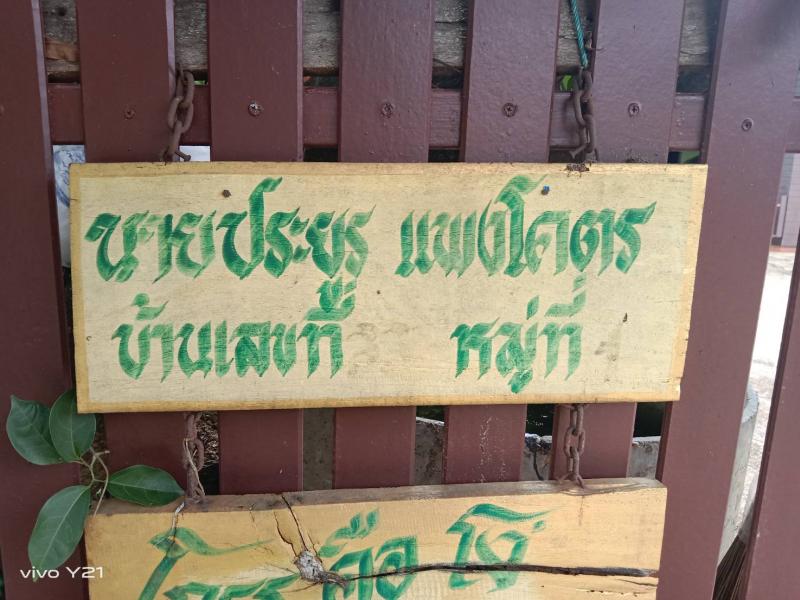 นายประยูร แพงโคตร
บ้านเลขที่ หมู่ที่
vivo Y21